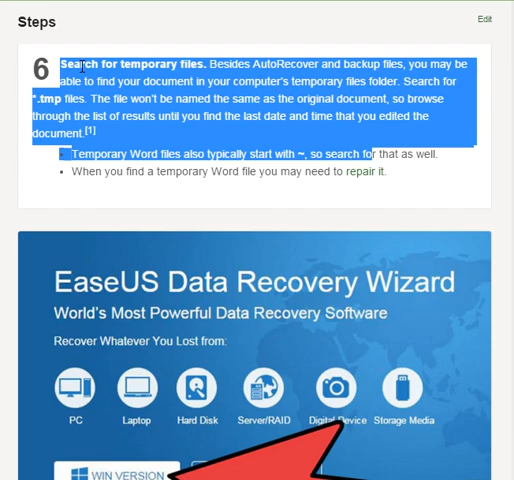 Steps
Edit
6
Search for temporary files. Besides AutoRecover and backup files, you may be
able to find your document in your computer's temporary files folder. Search for
*.tmp files. The file won't be named the same as the original document, so browse
through the list of results until you find the last date and time that you edited the
document.[1]
• Temporary Word files also typically start with ~, so search for that as well.
• When you find a temporary Word file you may need to repair it.
EaseUS Data Recovery Wizard
World's Most Powerful Data Recovery Software
Recover Whatever You Lost from:
PC Laptop Hard Disk Server/RAID Digital Device Storage Media
WIN VERSION